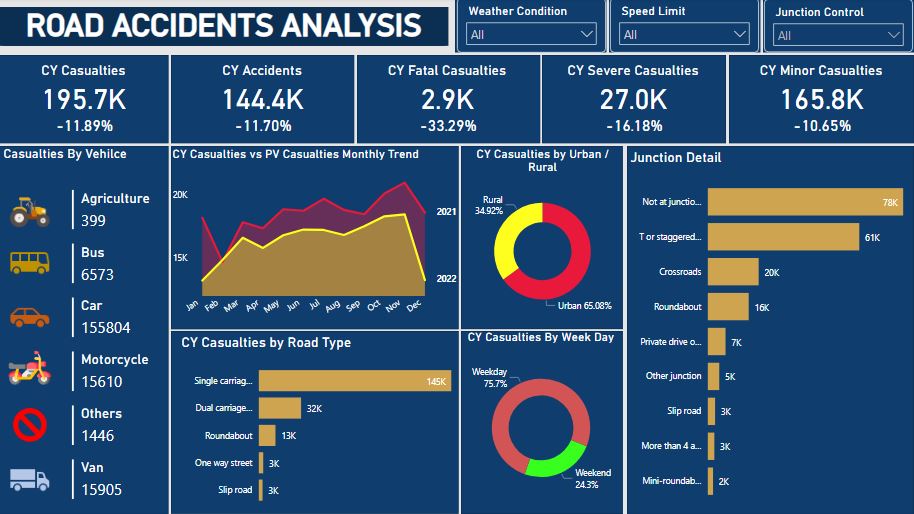 ROAD ACCIDENTS ANALYSIS
Weather Condition
All
Speed Limit
All
Junction Control
All
CY Casualties
195.7K
-11.89%
CY Accidents
144.4K
-11.70%
CY Fatal Casualties
2.9K
-33.29%
CY Severe Casualties
27.0K
-16.18%
CY Minor Casualties
165.8K
-10.65%
Casualties By Vehilce
Agriculture
399
Bus
6573
Car
155804
Motorcycle
15610
Others
1446
Van
15905
CY Casualties vs PV Casualties Monthly Trend
20K
15K
2021
2022
Jan Feb Mar Apr May Jun Jul Aug Sep Oct Nov Dec
CY Casualties by Road Type
Single carriag... 145K
Dual carriage... 32K
Roundabout 13K
One way street 3K
Slip road 3K
CY Casualties by Urban /
Rural
Rural
34.92%
Urban 65.08%
CY Casualties By Week Day
Weekday
75.7%
Weekend
24.3%
Junction Detail
Not at junctio... 78K
T or staggered... 61K
Crossroads 20K
Roundabout 16K
Private drive o... 7K
Other junction 5K
Slip road 3K
More than 4 a... 3K
Mini-roundab... 2K